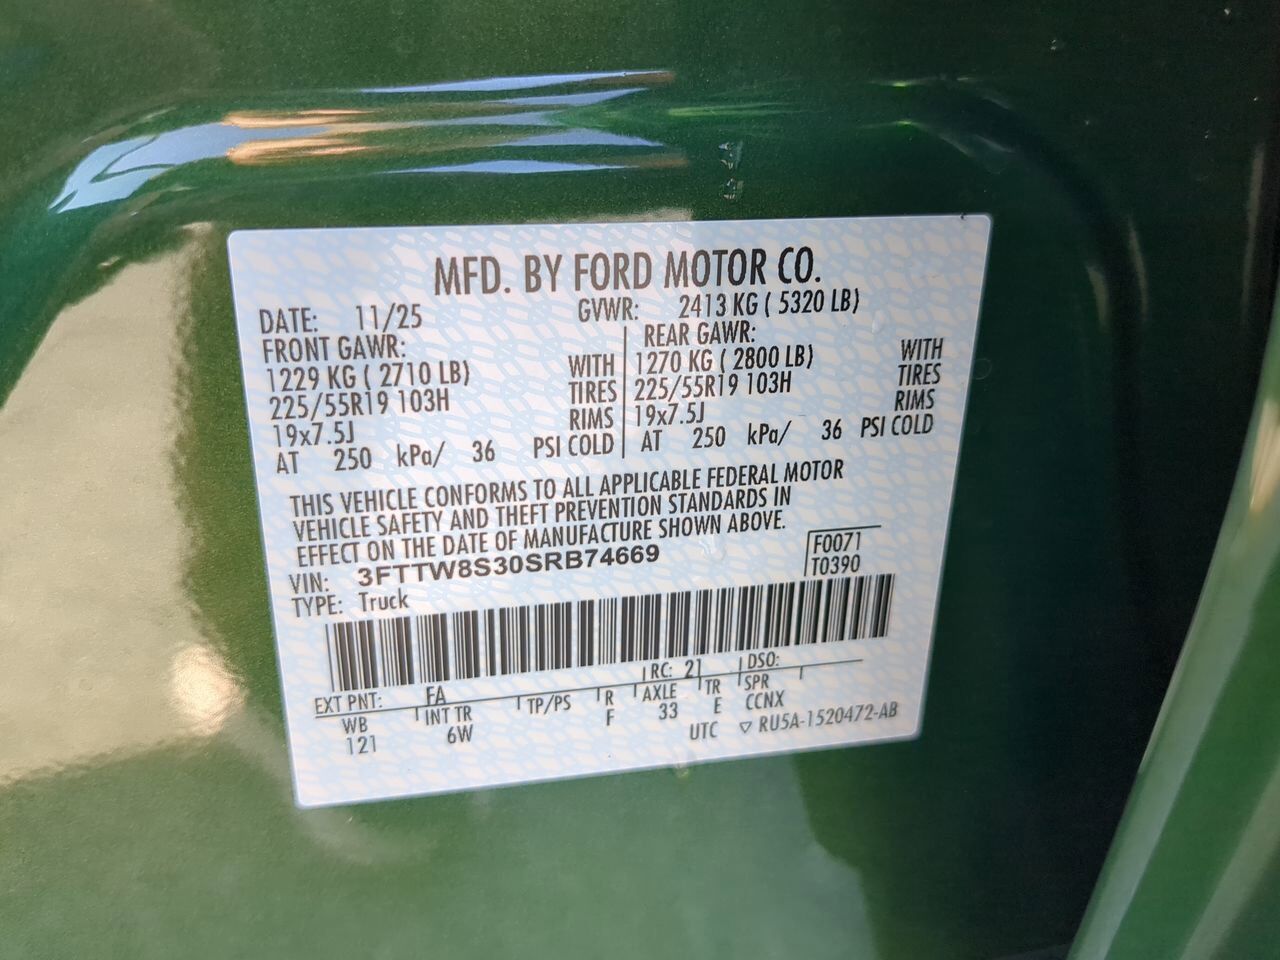 MFD. BY FORD MOTOR CO.
DATE: 11/25 GVWR: 2413 KG ( 5320 LB)
FRONT GAWR: REAR GAWR:
1229 KG ( 2710 LB) WITH 1270 KG ( 2800 LB) WITH
225/55R19 103H TIRES 225/55R19 103H TIRES
19x7.5J RIMS 19x7.5J RIMS
AT 250 kPa/ 36 PSI COLD AT 250 kPa/ 36 PSI COLD
THIS VEHICLE CONFORMS TO ALL APPLICABLE FEDERAL MOTOR
VEHICLE SAFETY AND THEFT PREVENTION STANDARDS IN
EFFECT ON THE DATE OF MANUFACTURE SHOWN ABOVE.
VIN: 3FTTW8S30SRB74669 F0071
TYPE: Truck T0390
EXT PNT: FA RC: 21 DSO:
WB INT TR TP/PS R AXLE TR SPR
121 6W F 33 E CCNX
UTC ▽ RU5A-1520472-AB